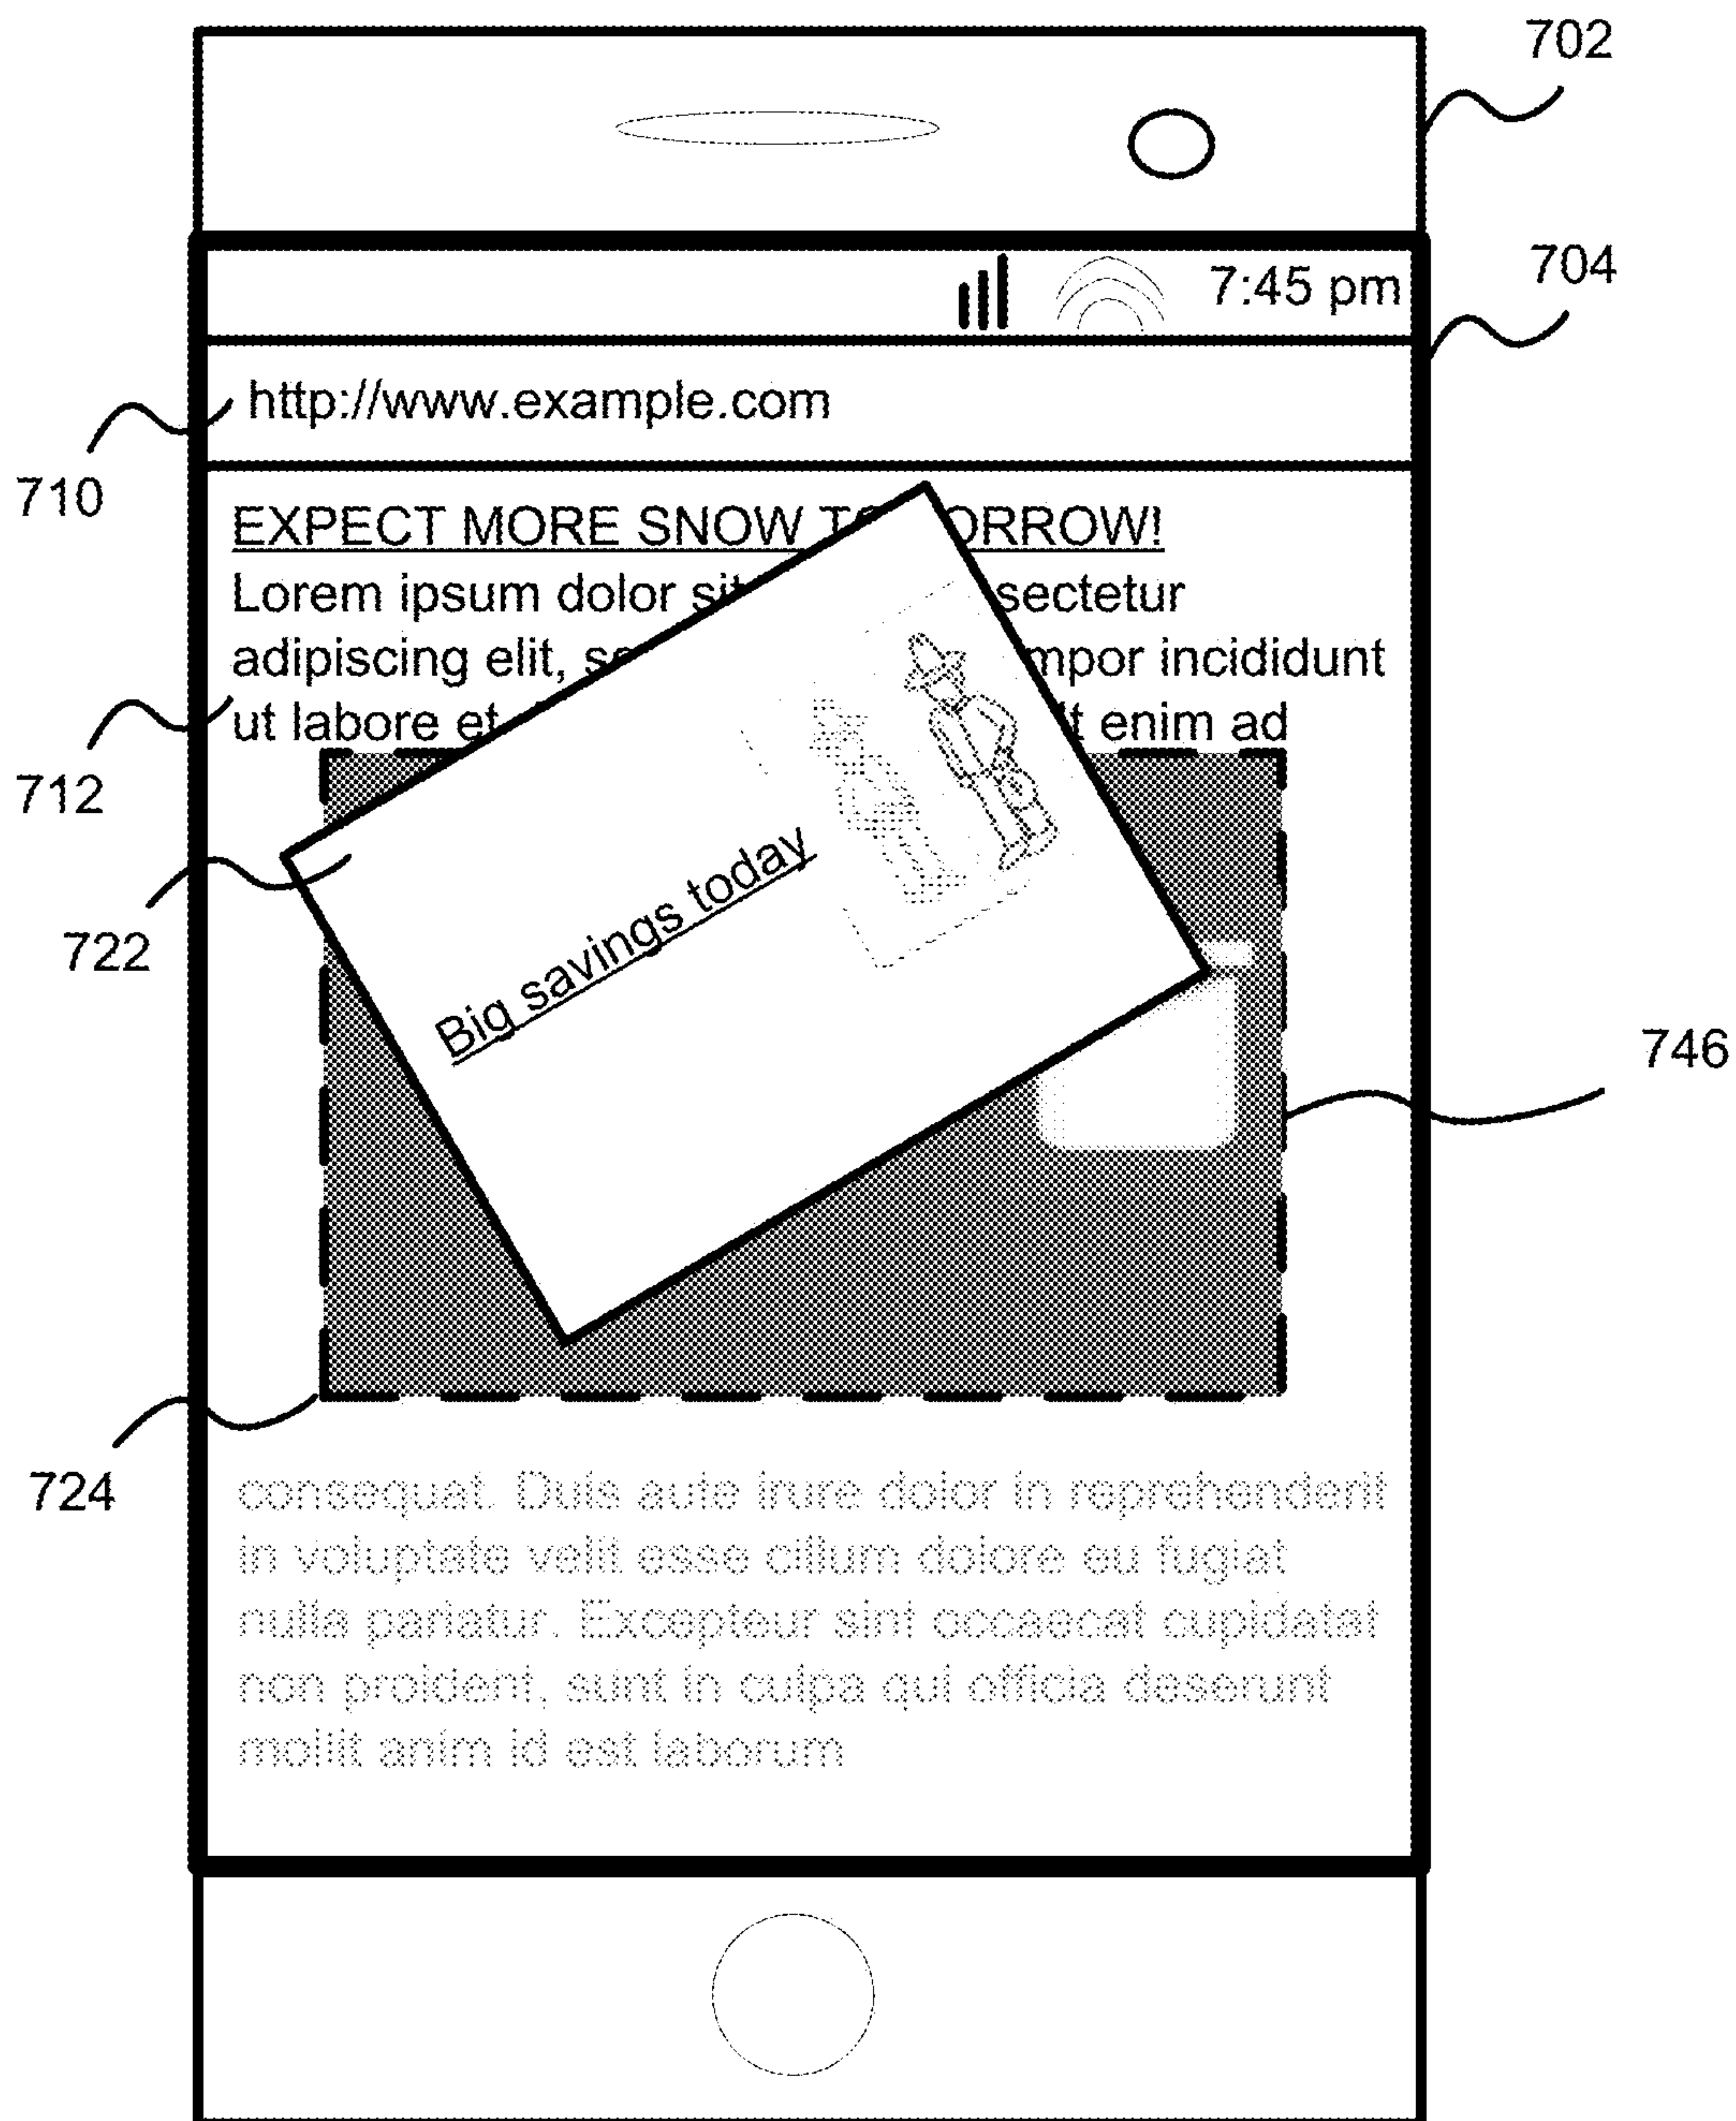 702
7:45 pm
704
http://www.example.com
710
EXPECT MORE SNOW TO ORROW!
Lorem ipsum dolor sit sectetur
adipiscing elit, se mpor incididunt
ut labore et t enim ad
712
722
Big savings today
746
724
consequat. Duis aute irure dolor in reprehenderit
in voluptate velit esse cillum dolore eu fugiat
nulla pariatur. Excepteur sint occaecat cupidatat
non proident, sunt in culpa qui officia deserunt
mollit anim id est laborum